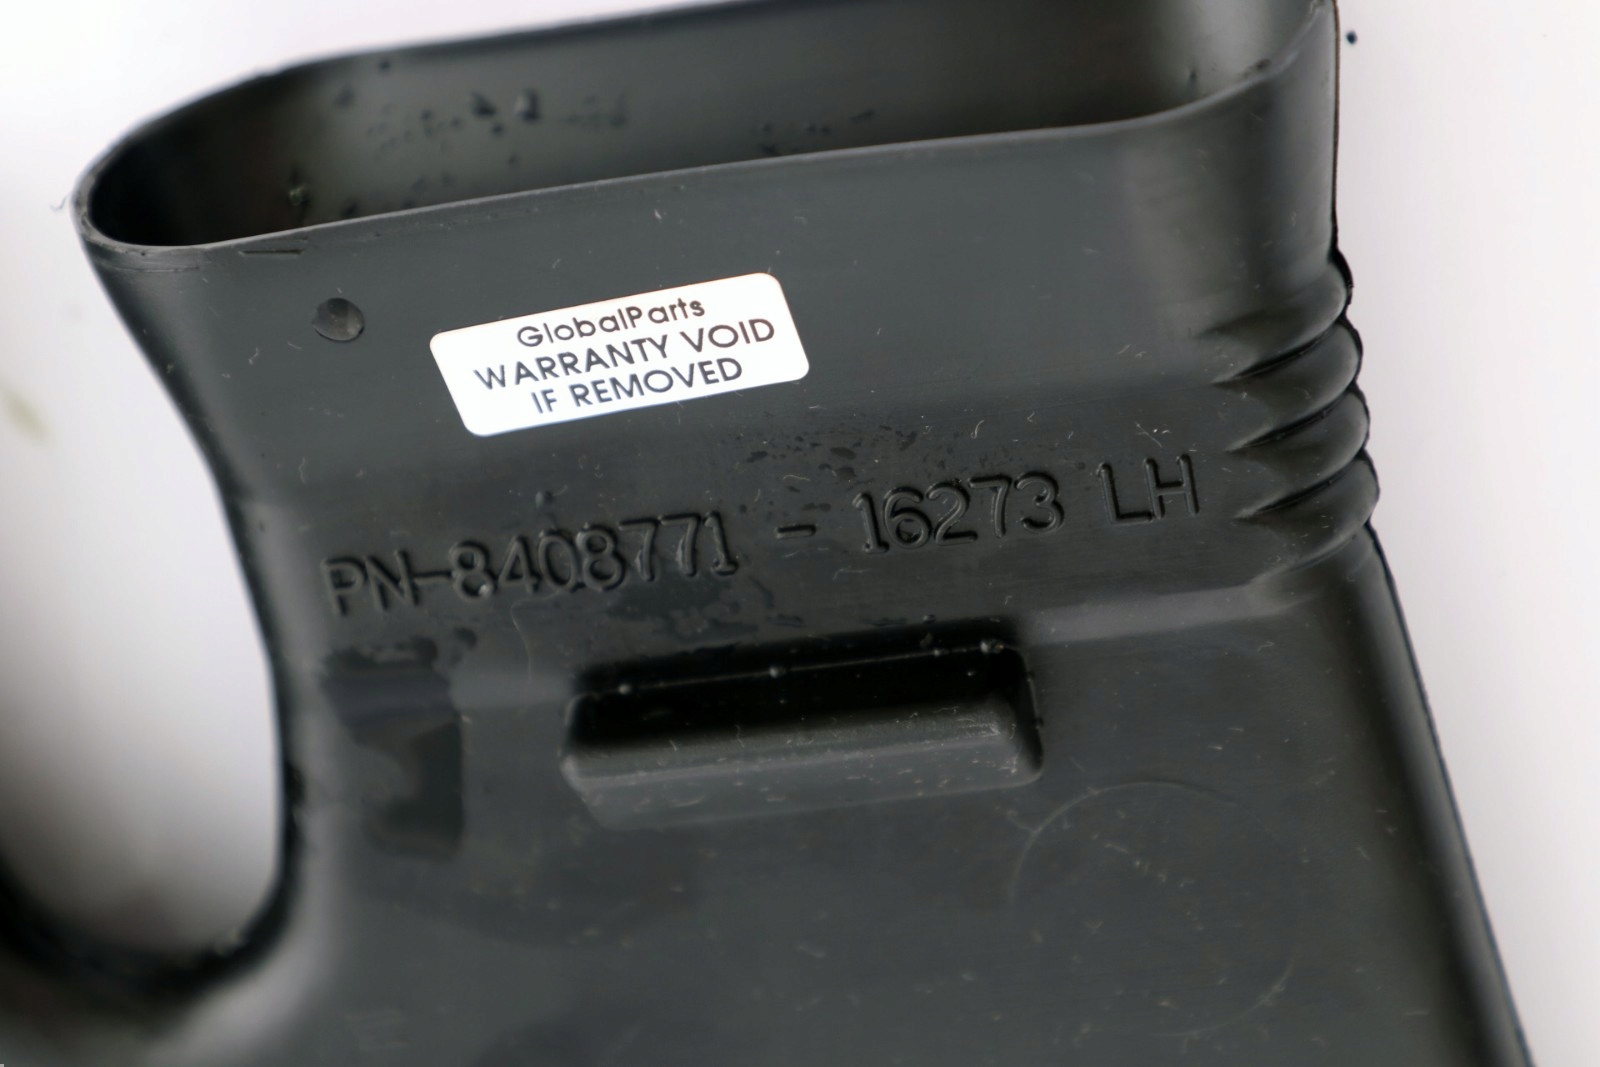 GlobalParts
WARRANTY VOID
IF REMOVED
PN-8408771 - 16273 LH